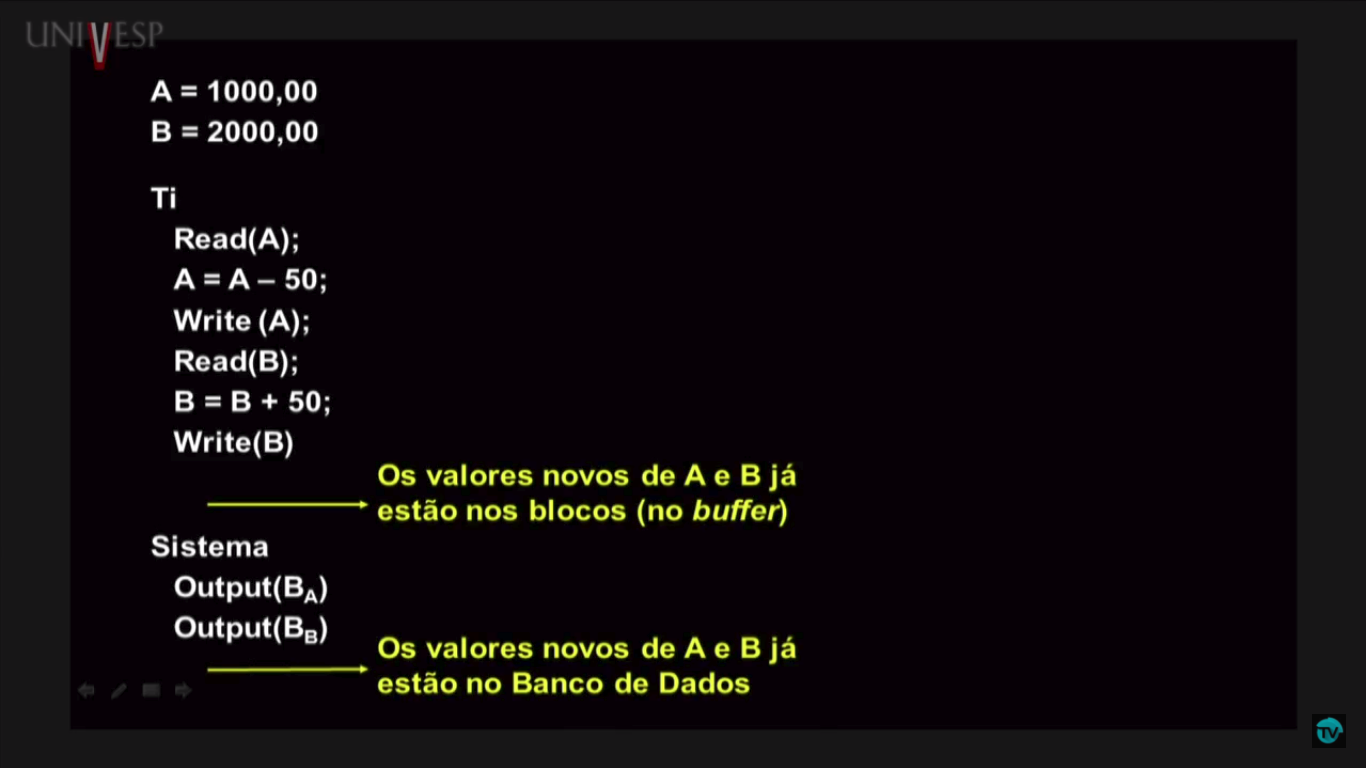 UNIVESP
A = 1000,00
B = 2000,00
Ti
Read(A);
A = A – 50;
Write (A);
Read(B);
B = B + 50;
Write(B)
Os valores novos de A e B já
estão nos blocos (no buffer)
Sistema
Output(B_A)
Output(B_B)
Os valores novos de A e B já
estão no Banco de Dados
TV